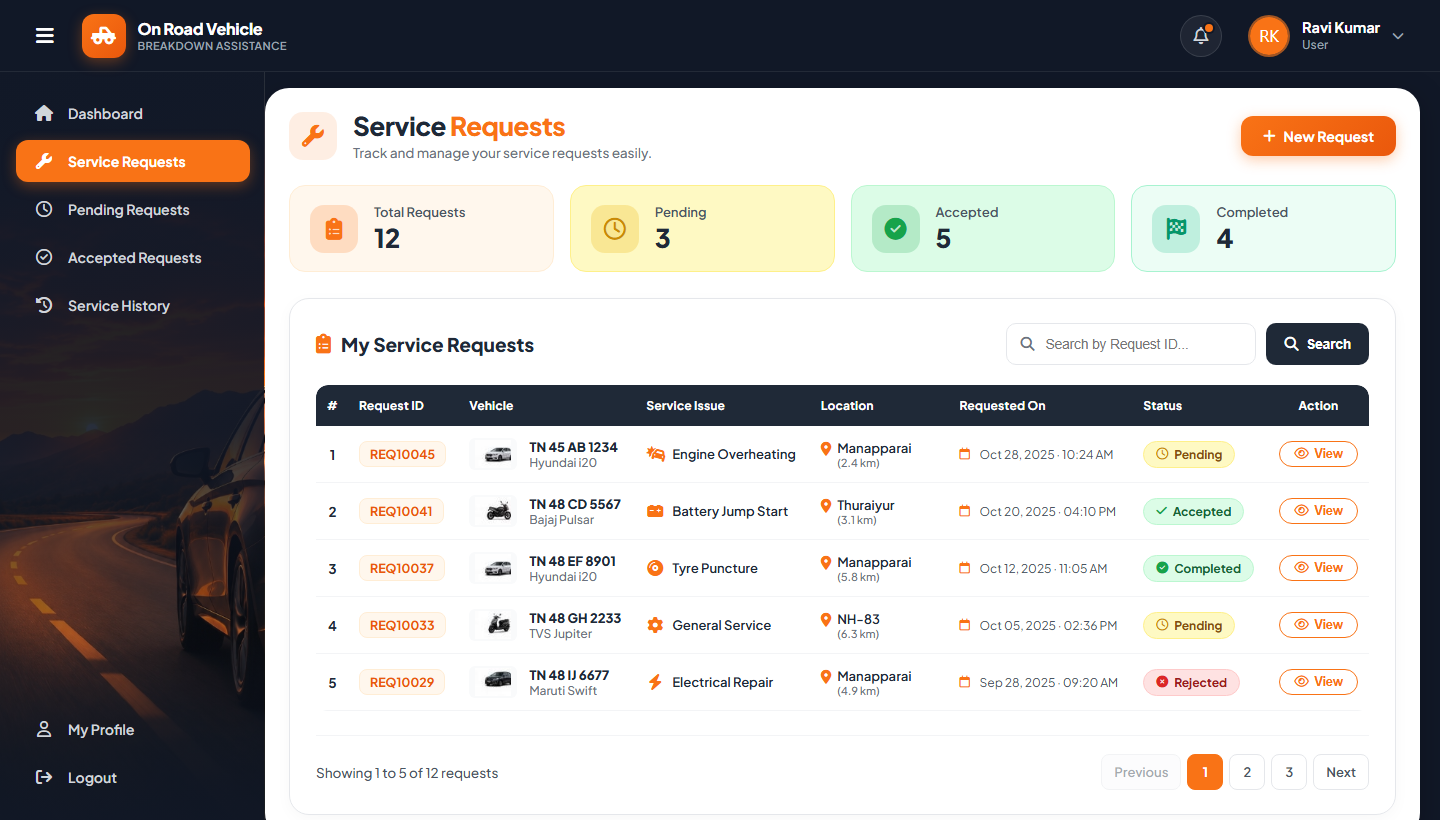 On Road Vehicle
BREAKDOWN ASSISTANCE
RK
Ravi Kumar
User
Dashboard
Service Requests
Pending Requests
Accepted Requests
Service History
My Profile
Logout
Service Requests
Track and manage your service requests easily.
+ New Request
Total Requests
12
Pending
3
Accepted
5
Completed
4
My Service Requests
Search by Request ID...
Search
# Request ID Vehicle Service Issue Location Requested On Status Action
1 REQ10045 TN 45 AB 1234 Engine Overheating Manapparai Oct 28, 2025 · 10:24 AM Pending View
Hyundai i20 (2.4 km)
2 REQ10041 TN 48 CD 5567 Battery Jump Start Thuraiyur Oct 20, 2025 · 04:10 PM Accepted View
Bajaj Pulsar (3.1 km)
3 REQ10037 TN 48 EF 8901 Tyre Puncture Manapparai Oct 12, 2025 · 11:05 AM Completed View
Hyundai i20 (5.8 km)
4 REQ10033 TN 48 GH 2233 General Service NH-83 Oct 05, 2025 · 02:36 PM Pending View
TVS Jupiter (6.3 km)
5 REQ10029 TN 48 IJ 6677 Electrical Repair Manapparai Sep 28, 2025 · 09:20 AM Rejected View
Maruti Swift (4.9 km)
Showing 1 to 5 of 12 requests
Previous 1 2 3 Next